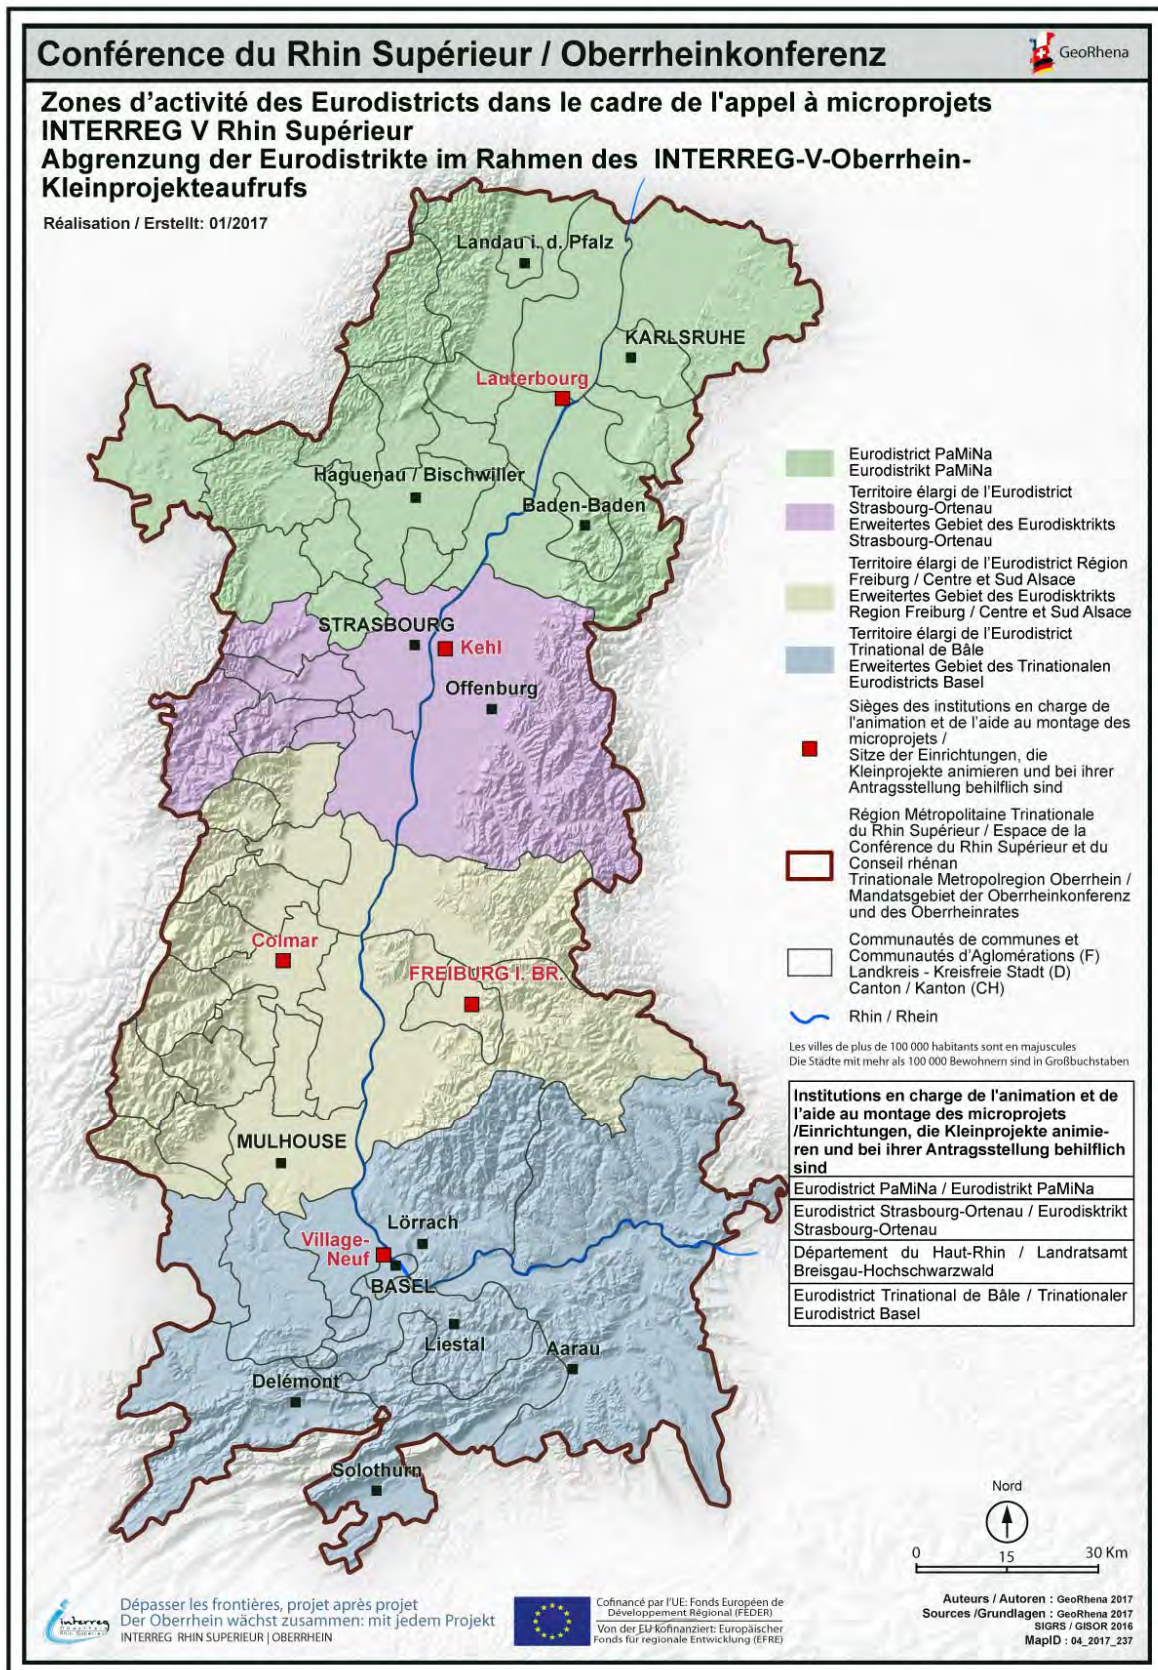 Conférence du Rhin Supérieur / Oberrheinkonferenz
GeoRhena
Zones d'activité des Eurodistricts dans le cadre de l'appel à microprojets
INTERREG V Rhin Supérieur
Abgrenzung der Eurodistrikte im Rahmen des INTERREG-V-Oberrhein-
Kleinprojekteaufrufs
Réalisation / Erstellt: 01/2017
Landau i. d. Pfalz
KARLSRUHE
Lauterbourg
Haguenau / Bischwiller
Baden-Baden
STRASBOURG
Kehl
Offenburg
Colmar
FREIBURG I. BR.
MULHOUSE
Village-
Neuf
Lörrach
BASEL
Liestal
Aarau
Delémont
Solothurn
Eurodistrict PaMiNa
Eurodistrikt PaMiNa
Territoire élargi de l'Eurodistrict
Strasbourg-Ortenau
Erweitertes Gebiet des Eurodisktrikts
Strasbourg-Ortenau
Territoire élargi de l'Eurodistrict Région
Freiburg / Centre et Sud Alsace
Erweitertes Gebiet des Eurodisktrikts
Region Freiburg / Centre et Sud Alsace
Territoire élargi de l'Eurodistrict
Trinational de Bâle
Erweitertes Gebiet des Trinationalen
Eurodistricts Basel
Sièges des institutions en charge de
l'animation et de l'aide au montage des
microprojets /
Sitze der Einrichtungen, die
Kleinprojekte animieren und bei ihrer
Antragsstellung behilflich sind
Région Métropolitaine Trinationale
du Rhin Supérieur / Espace de la
Conférence du Rhin Supérieur et du
Conseil rhénan
Trinationale Metropolregion Oberrhein /
Mandatsgebiet der Oberrheinkonferenz
und des Oberrheinrates
Communautés de communes et
Communautés d'Aglomérations (F)
Landkreis - Kreisfreie Stadt (D)
Canton / Kanton (CH)
Rhin / Rhein
Les villes de plus de 100 000 habitants sont en majuscules
Die Städte mit mehr als 100 000 Bewohnern sind in Großbuchstaben
Institutions en charge de l'animation et de
l'aide au montage des microprojets
/Einrichtungen, die Kleinprojekte animie-
ren und bei ihrer Antragsstellung behilflich
sind
Eurodistrict PaMiNa / Eurodistrikt PaMiNa
Eurodistrict Strasbourg-Ortenau / Eurodisktrikt
Strasbourg-Ortenau
Département du Haut-Rhin / Landratsamt
Breisgau-Hochschwarzwald
Eurodistrict Trinational de Bâle / Trinationaler
Eurodistrict Basel
Nord
0 15 30 Km
interreg
Dépasser les frontières, projet après projet
Der Oberrhein wächst zusammen: mit jedem Projekt
INTERREG RHIN SUPERIEUR | OBERRHEIN
Cofinancé par l'UE: Fonds Européen de
Développement Régional (FEDER)
Von der EU kofinanziert: Europäischer
Fonds für regionale Entwicklung (EFRE)
Auteurs / Autoren : GeoRhena 2017
Sources /Grundlagen : GeoRhena 2017
SIGRS / GISOR 2016
MapID : 04_2017_237